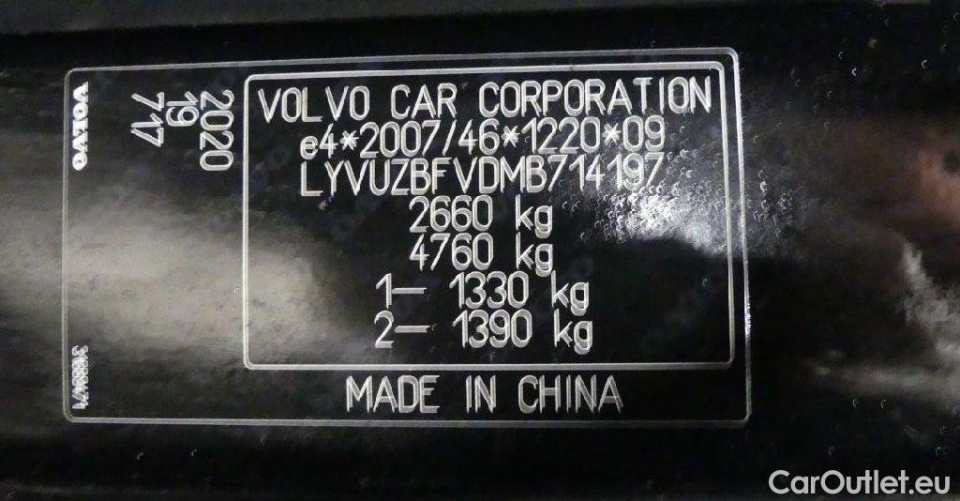 VOLVO
2020
19
717
VOLVO CAR CORPORATION
e4*2007/46*1220*09
LYVUZBFVDMB714197
2660 kg
4760 kg
1— 1330 kg
2— 1390 kg
MADE IN CHINA
CarOutlet.eu